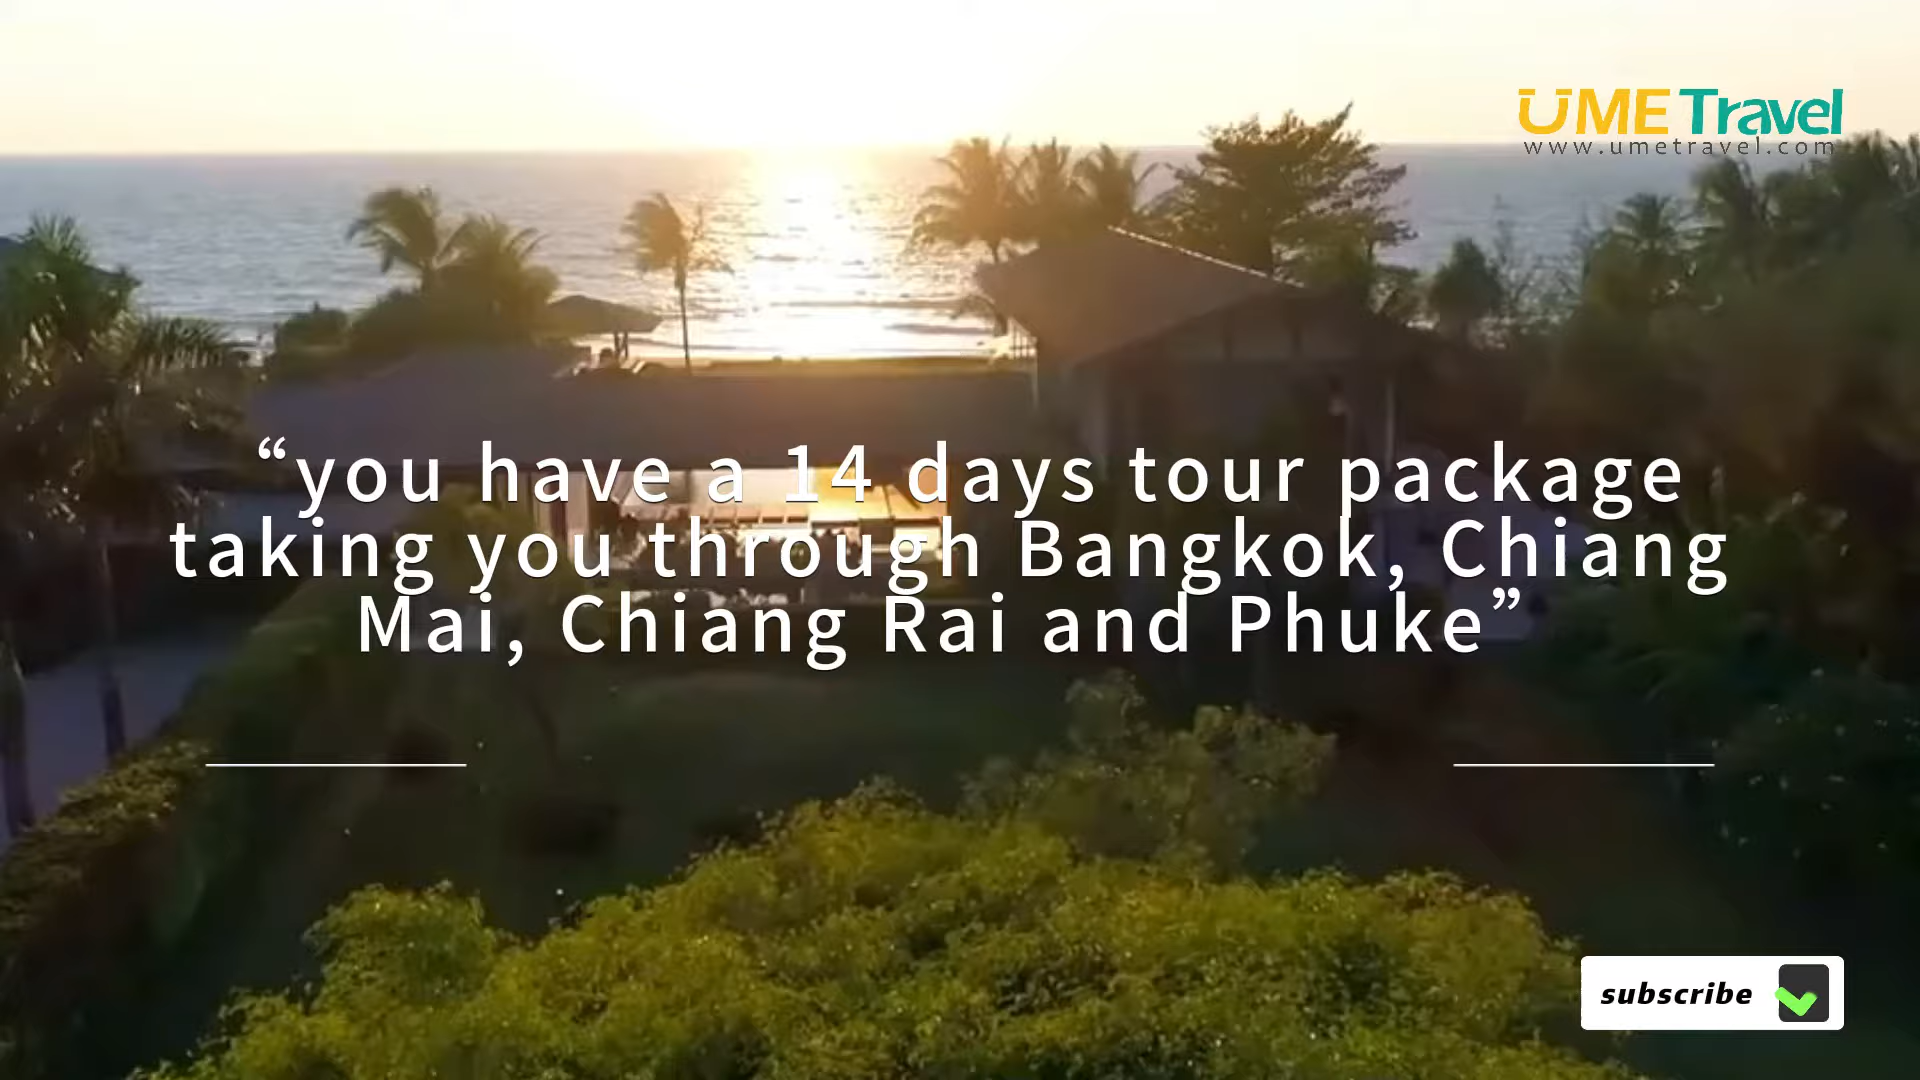 UME Travel
www.umetravel.com
“you have a 14 days tour package
taking you through Bangkok, Chiang
Mai, Chiang Rai and Phuke”
subscribe